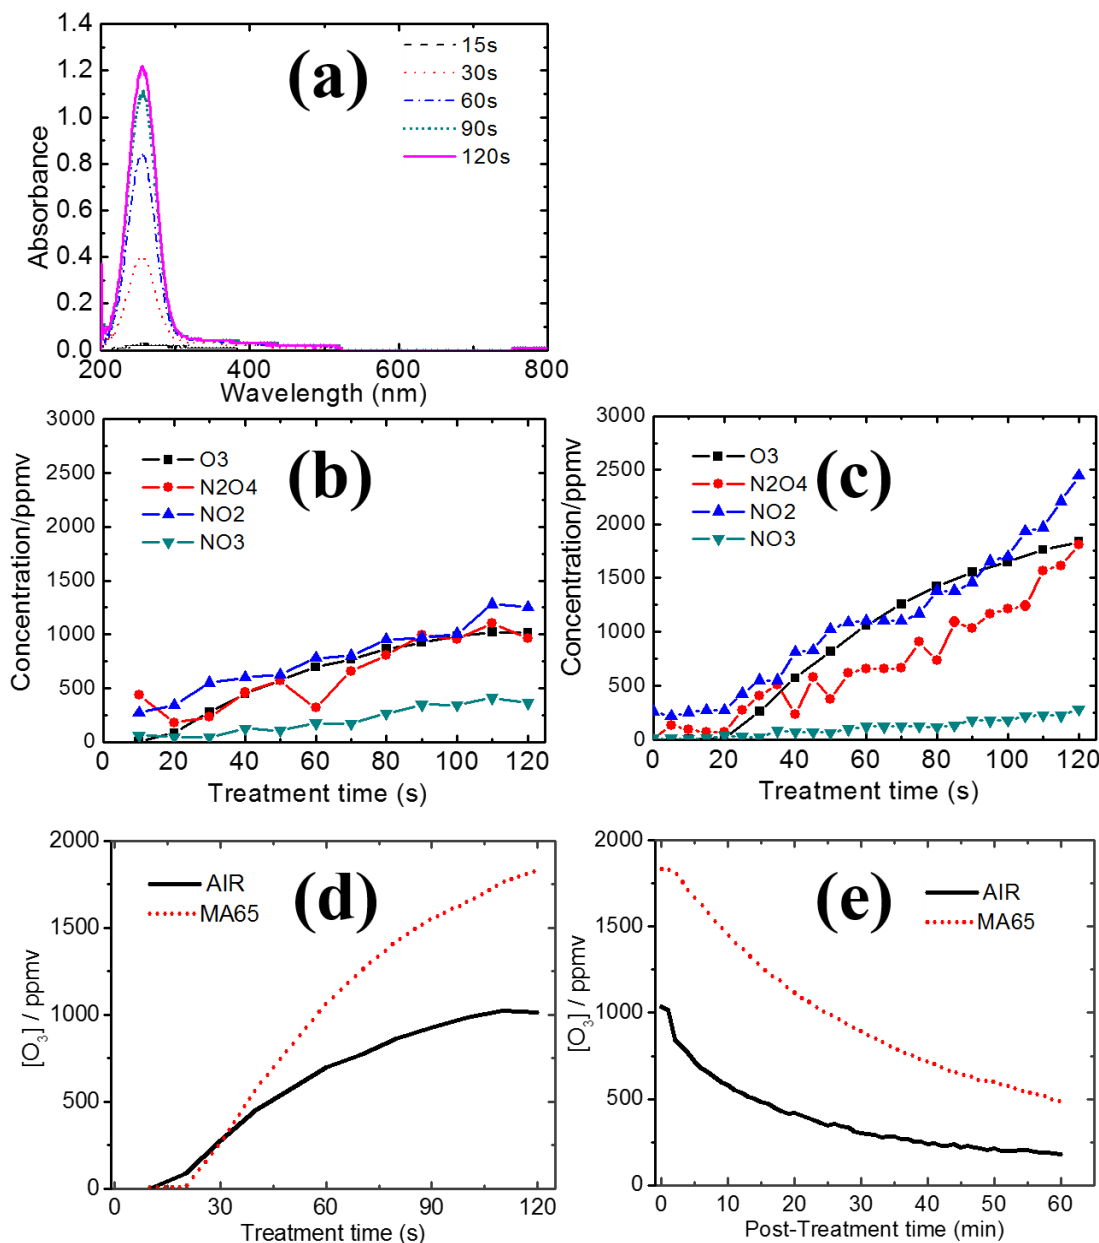 (a)
1.4
1.2
1.0
0.8
0.6
0.4
0.2
0.0
Absorbance
15s
30s
60s
90s
120s
200 400 600 800
Wavelength (nm)
(b)
3000
2500
2000
1500
1000
500
0
Concentration/ppmv
O3
N2O4
NO2
NO3
0 20 40 60 80 100 120
Treatment time (s)
(c)
3000
2500
2000
1500
1000
500
0
Concentration/ppmv
O3
N2O4
NO2
NO3
0 20 40 60 80 100 120
Treatment time (s)
(d)
2000
1500
1000
500
0
[O₃] / ppmv
AIR
MA65
0 30 60 90 120
Treatment time (s)
(e)
2000
1500
1000
500
0
[O₃] / ppmv
AIR
MA65
0 10 20 30 40 50 60
Post-Treatment time (min)